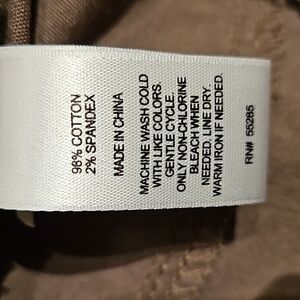 98% COTTON
2% SPANDEX
MADE IN CHINA
MACHINE WASH COLD
WITH LIKE COLORS.
GENTLE CYCLE.
ONLY NON-CHLORINE
BLEACH WHEN
NEEDED. LINE DRY.
WARM IRON IF NEEDED.
RN# 55285